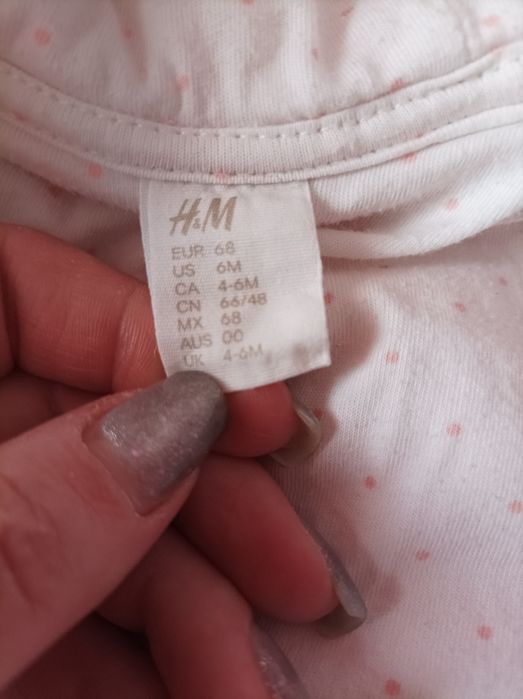 H&M
EUR 68
US 6M
CA 4-6M
CN 66/48
MX 68
AUS 00
UK 4-6M